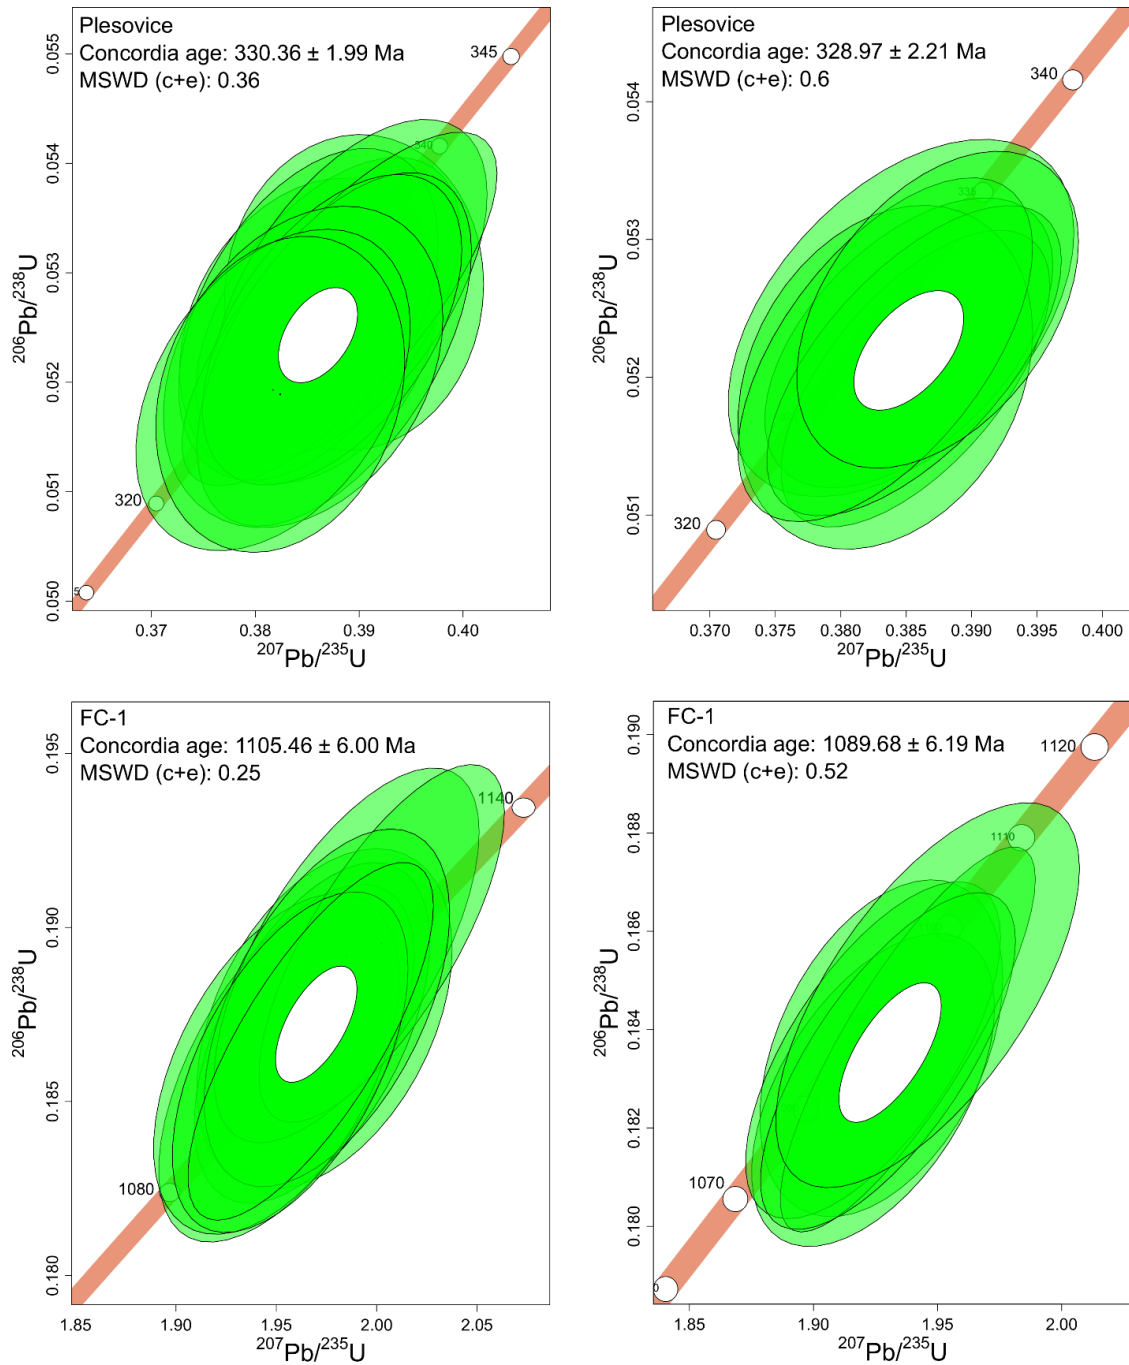 Plesovice
Concordia age: 330.36 ± 1.99 Ma
MSWD (c+e): 0.36
345
340
320
5
0.055
0.054
0.053
0.052
0.051
0.050
²⁰⁶Pb/²³⁸U
0.37 0.38 0.39 0.40
²⁰⁷Pb/²³⁵U
Plesovice
Concordia age: 328.97 ± 2.21 Ma
MSWD (c+e): 0.6
340
335
320
0.054
0.053
0.052
0.051
²⁰⁶Pb/²³⁸U
0.370 0.375 0.380 0.385 0.390 0.395 0.400
²⁰⁷Pb/²³⁵U
FC-1
Concordia age: 1105.46 ± 6.00 Ma
MSWD (c+e): 0.25
1140
1080
0.195
0.190
0.185
0.180
²⁰⁶Pb/²³⁸U
1.85 1.90 1.95 2.00 2.05
²⁰⁷Pb/²³⁵U
FC-1
Concordia age: 1089.68 ± 6.19 Ma
MSWD (c+e): 0.52
1120
1110
1070
0
0.190
0.188
0.186
0.184
0.182
0.180
²⁰⁶Pb/²³⁸U
1.85 1.90 1.95 2.00
²⁰⁷Pb/²³⁵U